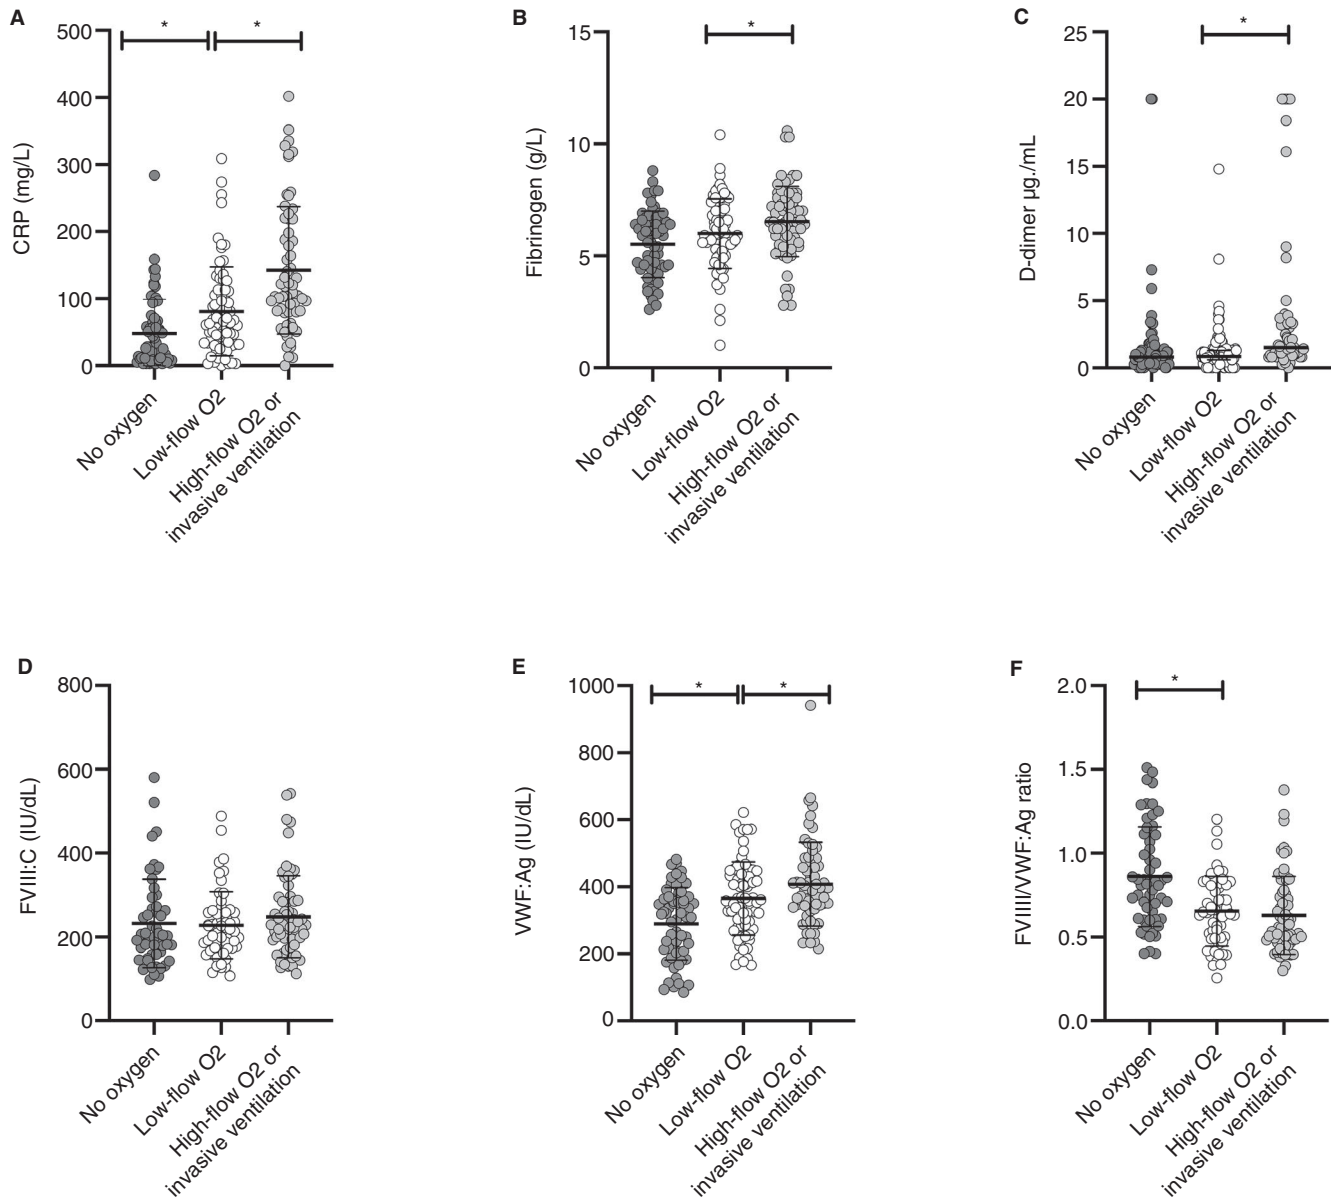 A
500
400
300
200
100
0
CRP (mg/L)
*
*
No oxygen
Low-flow O2
High-flow O2 or
invasive ventilation
B
15
10
5
0
Fibrinogen (g/L)
*
No oxygen
Low-flow O2
High-flow O2 or
invasive ventilation
C
25
20
15
10
5
0
D-dimer µg./mL
*
No oxygen
Low-flow O2
High-flow O2 or
invasive ventilation
D
800
600
400
200
0
FVIII:C (IU/dL)
No oxygen
Low-flow O2
High-flow O2 or
invasive ventilation
E
1000
800
600
400
200
0
VWF:Ag (IU/dL)
*
*
No oxygen
Low-flow O2
High-flow O2 or
invasive ventilation
F
2.0
1.5
1.0
0.5
0.0
FVIIII/VWF:Ag ratio
*
No oxygen
Low-flow O2
High-flow O2 or
invasive ventilation